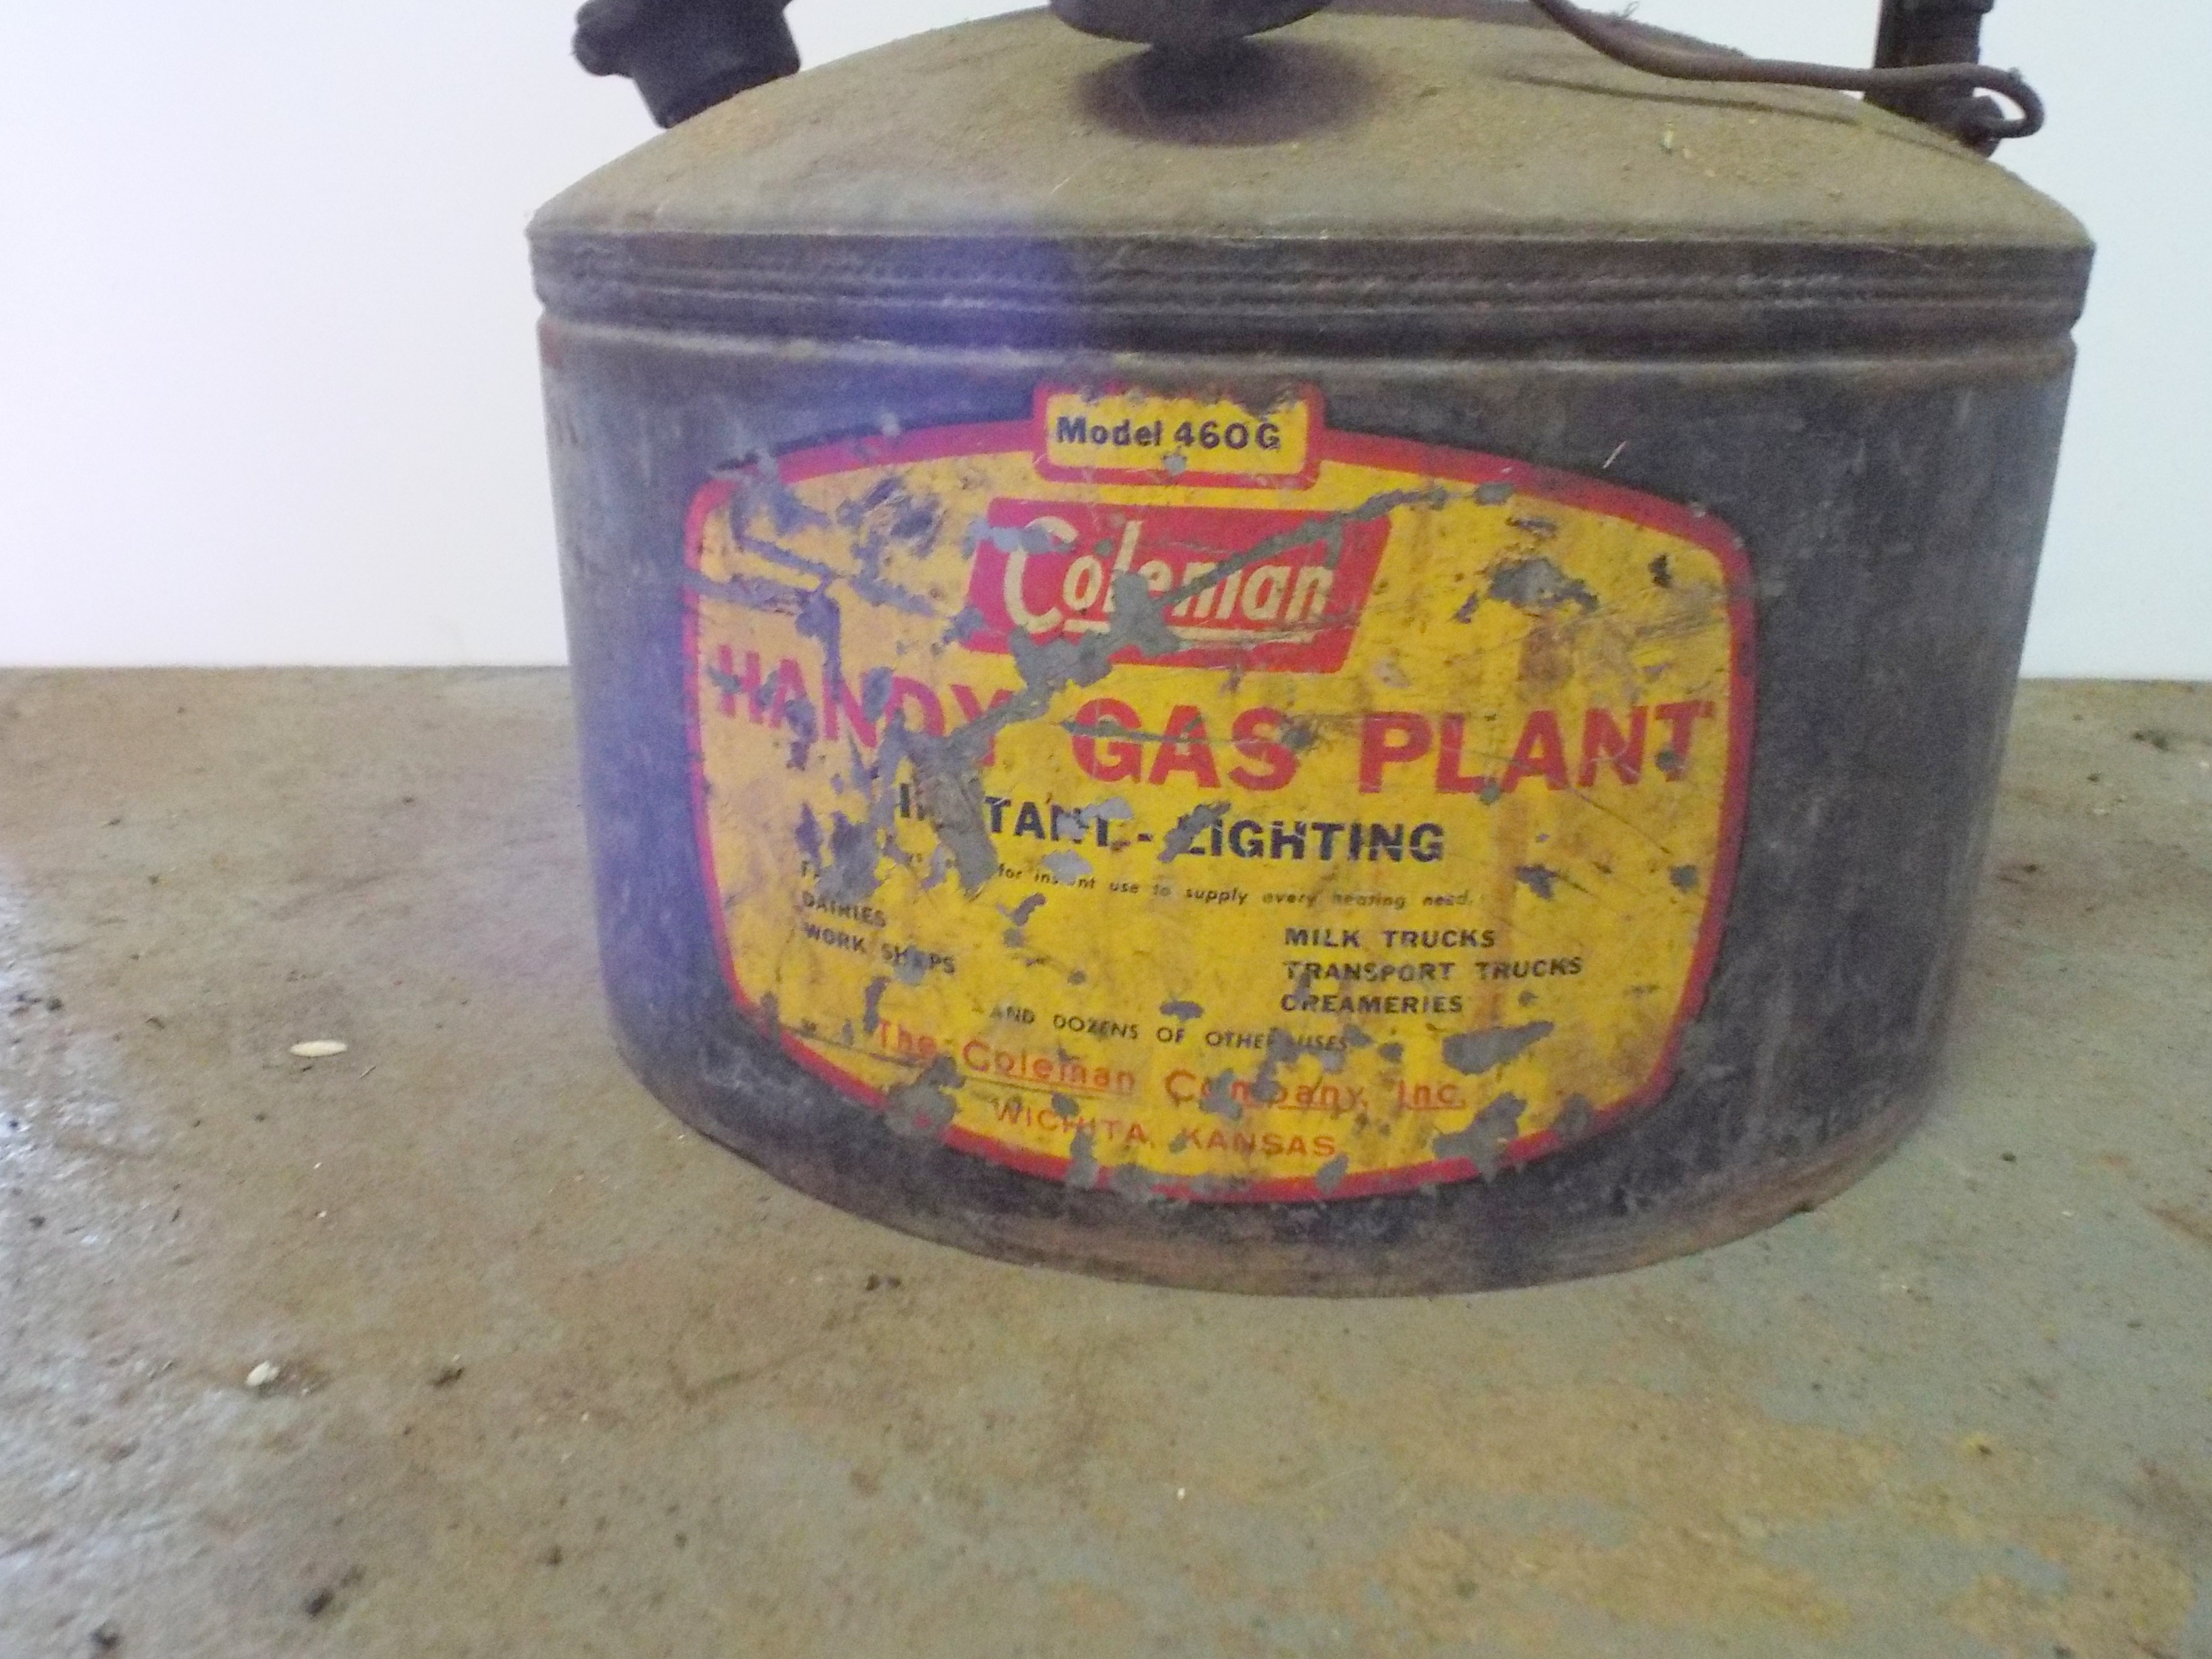 Model 460G
Coleman
HANDY GAS PLANT
INSTANT - LIGHTING
for instant use to supply every heating need.
DAIRIES
WORK SHOPS
MILK TRUCKS
TRANSPORT TRUCKS
CREAMERIES
AND DOZENS OF OTHER USES
The Coleman Company, Inc.
WICHITA, KANSAS